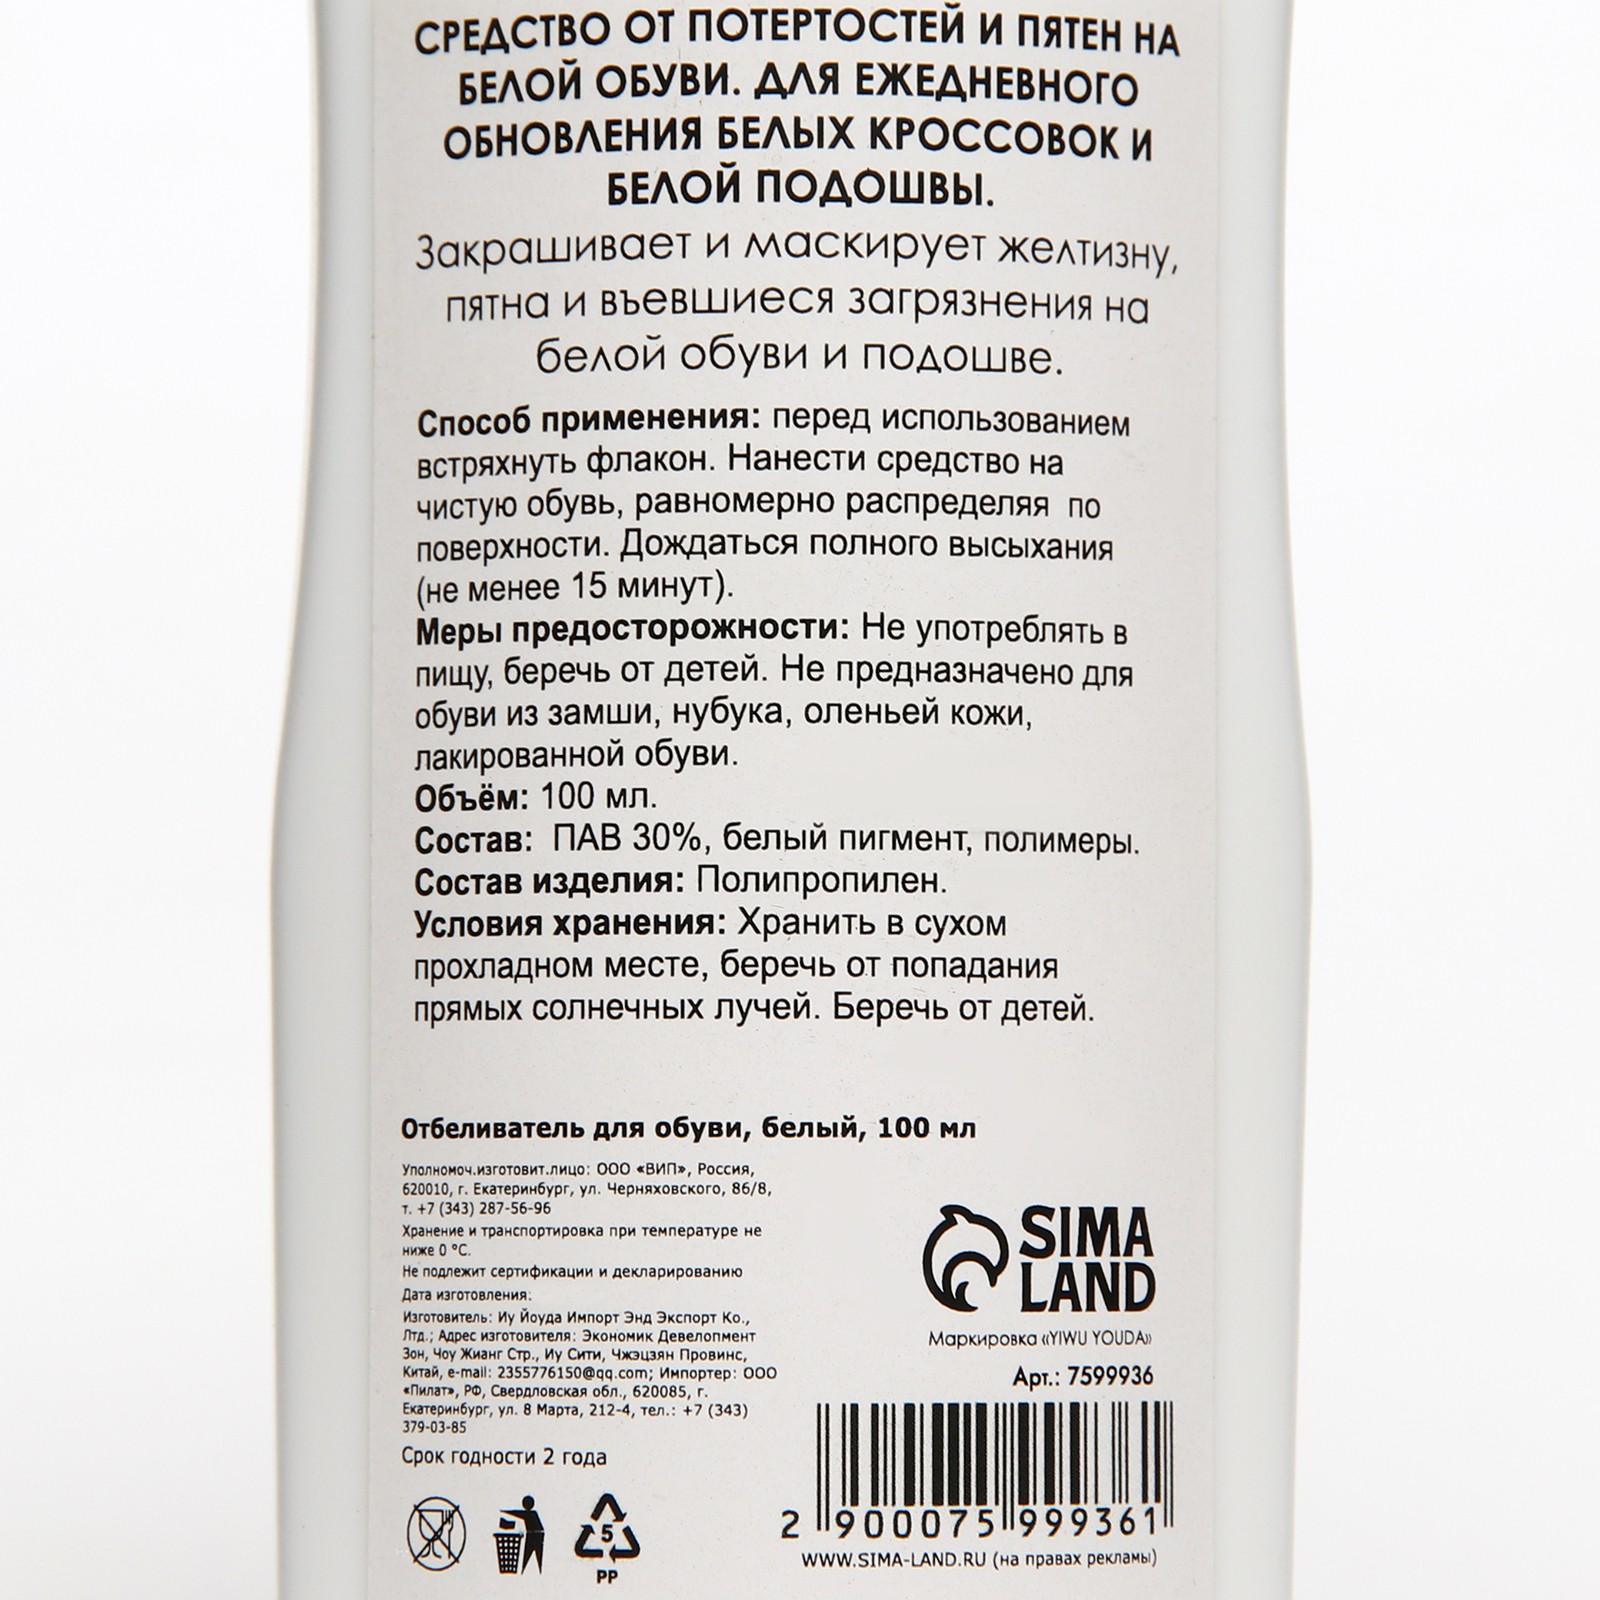 СРЕДСТВО ОТ ПОТЕРТОСТЕЙ И ПЯТЕН НА
БЕЛОЙ ОБУВИ. ДЛЯ ЕЖЕДНЕВНОГО
ОБНОВЛЕНИЯ БЕЛЫХ КРОССОВОК И
БЕЛОЙ ПОДОШВЫ.
Закрашивает и маскирует желтизну,
пятна и въевшиеся загрязнения на
белой обуви и подошве.
Способ применения: перед использованием
встряхнуть флакон. Нанести средство на
чистую обувь, равномерно распределяя по
поверхности. Дождаться полного высыхания
(не менее 15 минут).
Меры предосторожности: Не употреблять в
пищу, беречь от детей. Не предназначено для
обуви из замши, нубука, оленьей кожи,
лакированной обуви.
Объём: 100 мл.
Состав: ПАВ 30%, белый пигмент, полимеры.
Состав изделия: Полипропилен.
Условия хранения: Хранить в сухом
прохладном месте, беречь от попадания
прямых солнечных лучей. Беречь от детей.
Отбеливатель для обуви, белый, 100 мл
Уполномоч.изготовит.лицо: ООО «ВИП», Россия,
620010, г. Екатеринбург, ул. Черняховского, 86/8,
т. +7 (343) 287-56-96
Хранение и транспортировка при температуре не
ниже 0 °С.
Не подлежит сертификации и декларированию
Дата изготовления:
Изготовитель: Иу Йоуда Импорт Энд Экспорт Ко.,
Лтд.; Адрес изготовителя: Экономик Девелопмент
Зон, Чоу Жианг Стр., Иу Сити, Чжэцзян Провинс,
Китай, e-mail: 2355776150@qq.com; Импортер: ООО
«Пилат», РФ, Свердловская обл., 620085, г.
Екатеринбург, ул. 8 Марта, 212-4, тел.: +7 (343)
379-03-85
Срок годности 2 года
SIMA
LAND
Маркировка «YIWU YOUDA»
Арт.: 7599936
2 900075 999361
WWW.SIMA-LAND.RU (на правах рекламы)
5
PP